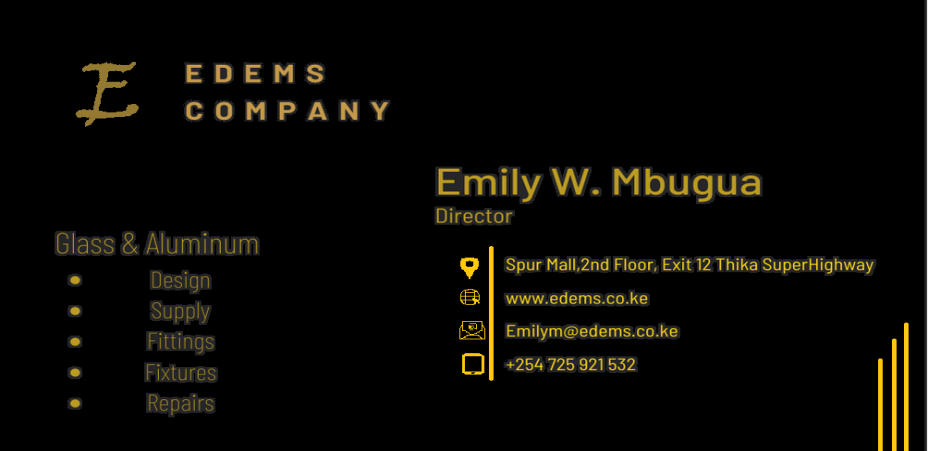 E
EDEMS
COMPANY
Emily W. Mbugua
Director
Glass & Aluminum
Design
Supply
Fittings
Fixtures
Repairs
Spur Mall,2nd Floor, Exit 12 Thika SuperHighway
www.edems.co.ke
Emilym@edems.co.ke
+254 725 921 532